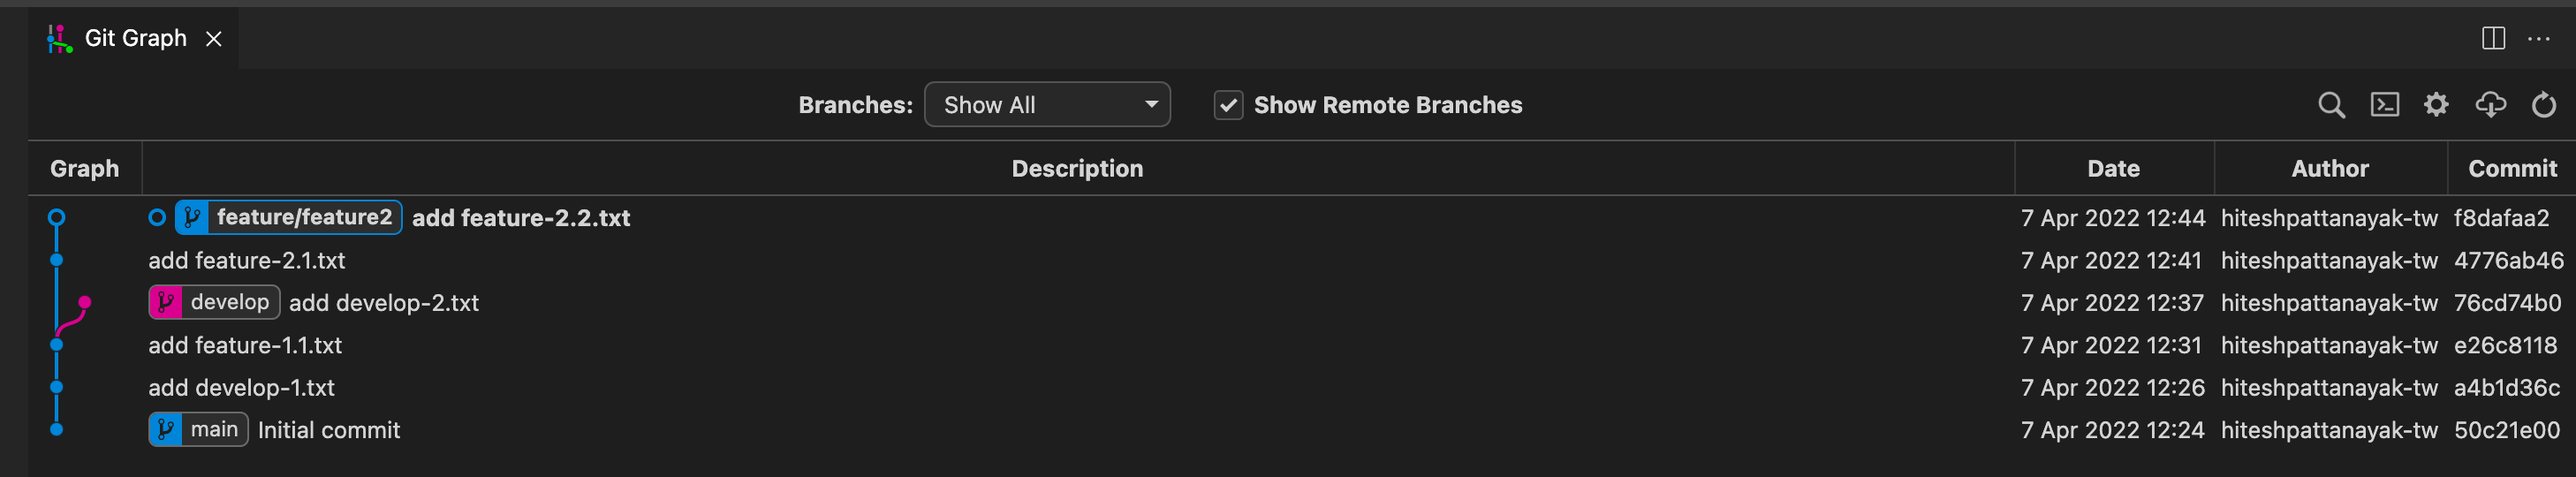 Git Graph
Branches: Show All Show Remote Branches
Graph Description Date Author Commit
feature/feature2 add feature-2.2.txt 7 Apr 2022 12:44 hiteshpattanayak-tw f8dafaa2
add feature-2.1.txt 7 Apr 2022 12:41 hiteshpattanayak-tw 4776ab46
develop add develop-2.txt 7 Apr 2022 12:37 hiteshpattanayak-tw 76cd74b0
add feature-1.1.txt 7 Apr 2022 12:31 hiteshpattanayak-tw e26c8118
add develop-1.txt 7 Apr 2022 12:26 hiteshpattanayak-tw a4b1d36c
main Initial commit 7 Apr 2022 12:24 hiteshpattanayak-tw 50c21e00